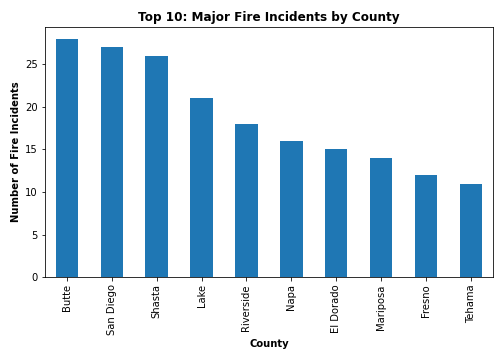 Top 10: Major Fire Incidents by County
Number of Fire Incidents
25
20
15
10
5
0
Butte
San Diego
Shasta
Lake
Riverside
Napa
El Dorado
Mariposa
Fresno
Tehama
County